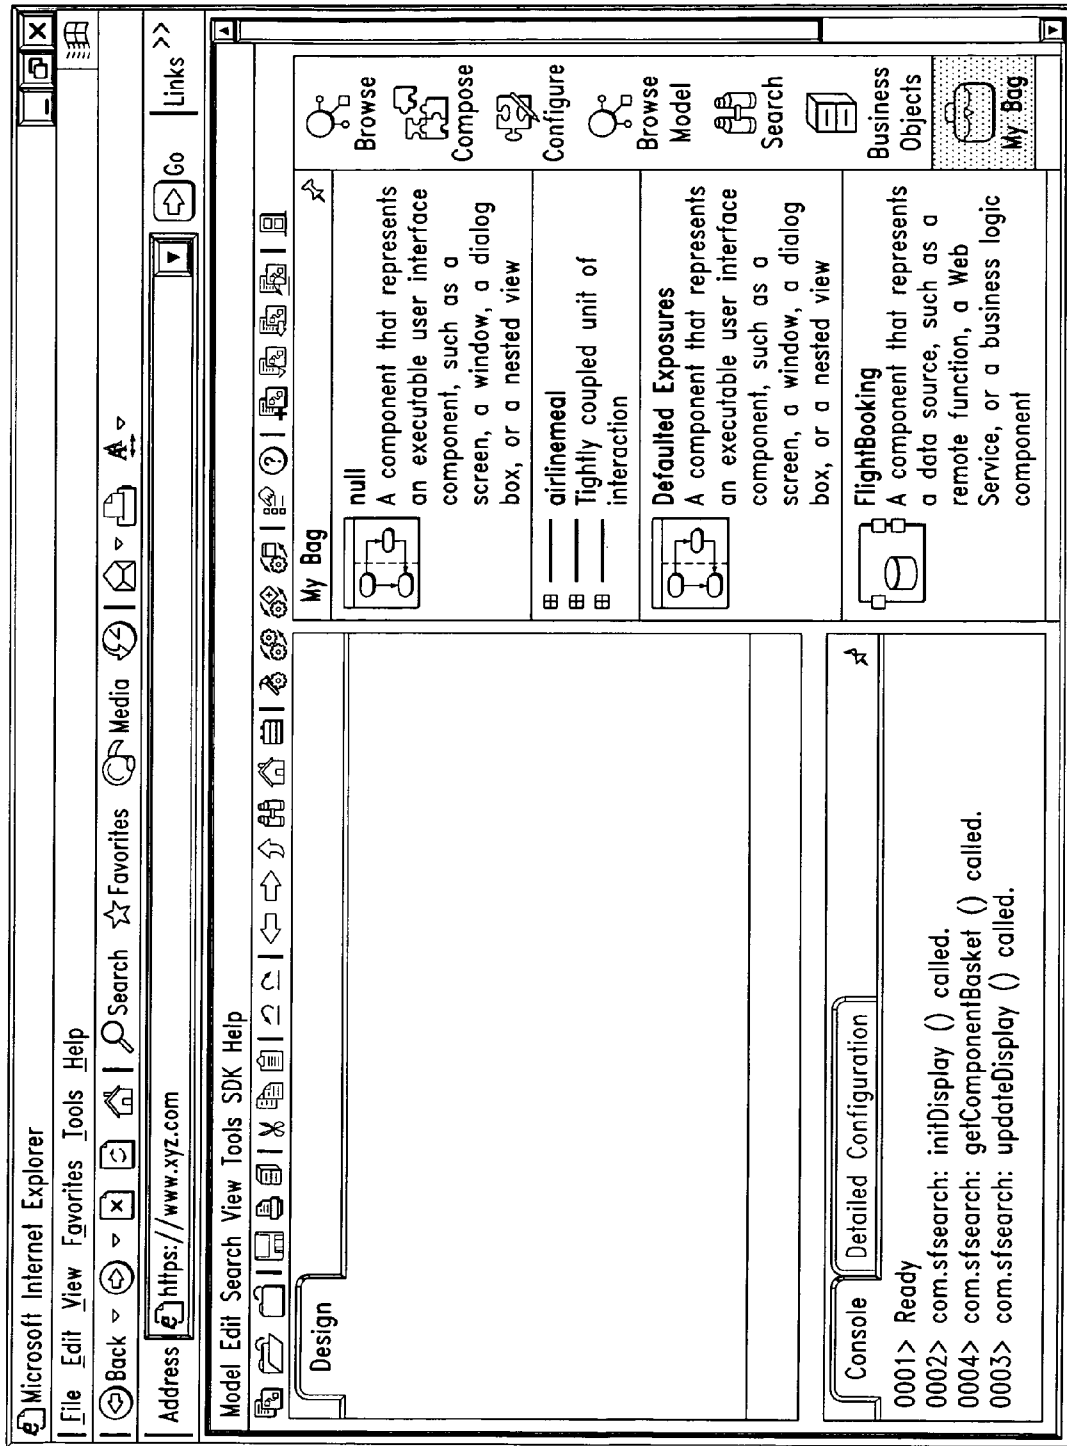 Microsoft Internet Explorer
File Edit View Favorites Tools Help
Back Search Favorites Media
Address https://www.xyz.com Go Links >>
Model Edit Search View Tools SDK Help
Design
My Bag
null
A component that represents
an executable user interface
component, such as a
screen, a window, a dialog
box, or a nested view
airlinemeal
Tightly coupled unit of
interaction
Defaulted Exposures
A component that represents
an executable user interface
component, such as a
screen, a window, a dialog
box, or a nested view
FlightBooking
A component that represents
a data source, such as a
remote function, a Web
Service, or a business logic
component
Browse
Compose
Configure
Browse
Model
Search
Business
Objects
My Bag
Console Detailed Configuration
0001> Ready
0002> com.sfsearch: initDisplay () called.
0004> com.sfsearch: getComponentBasket () called.
0003> com.sfsearch: updateDisplay () called.